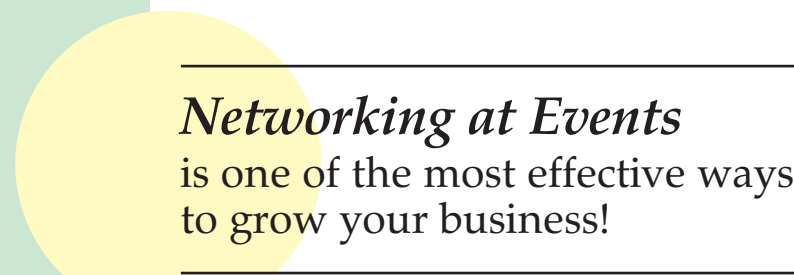 Networking at Events
is one of the most effective ways
to grow your business!